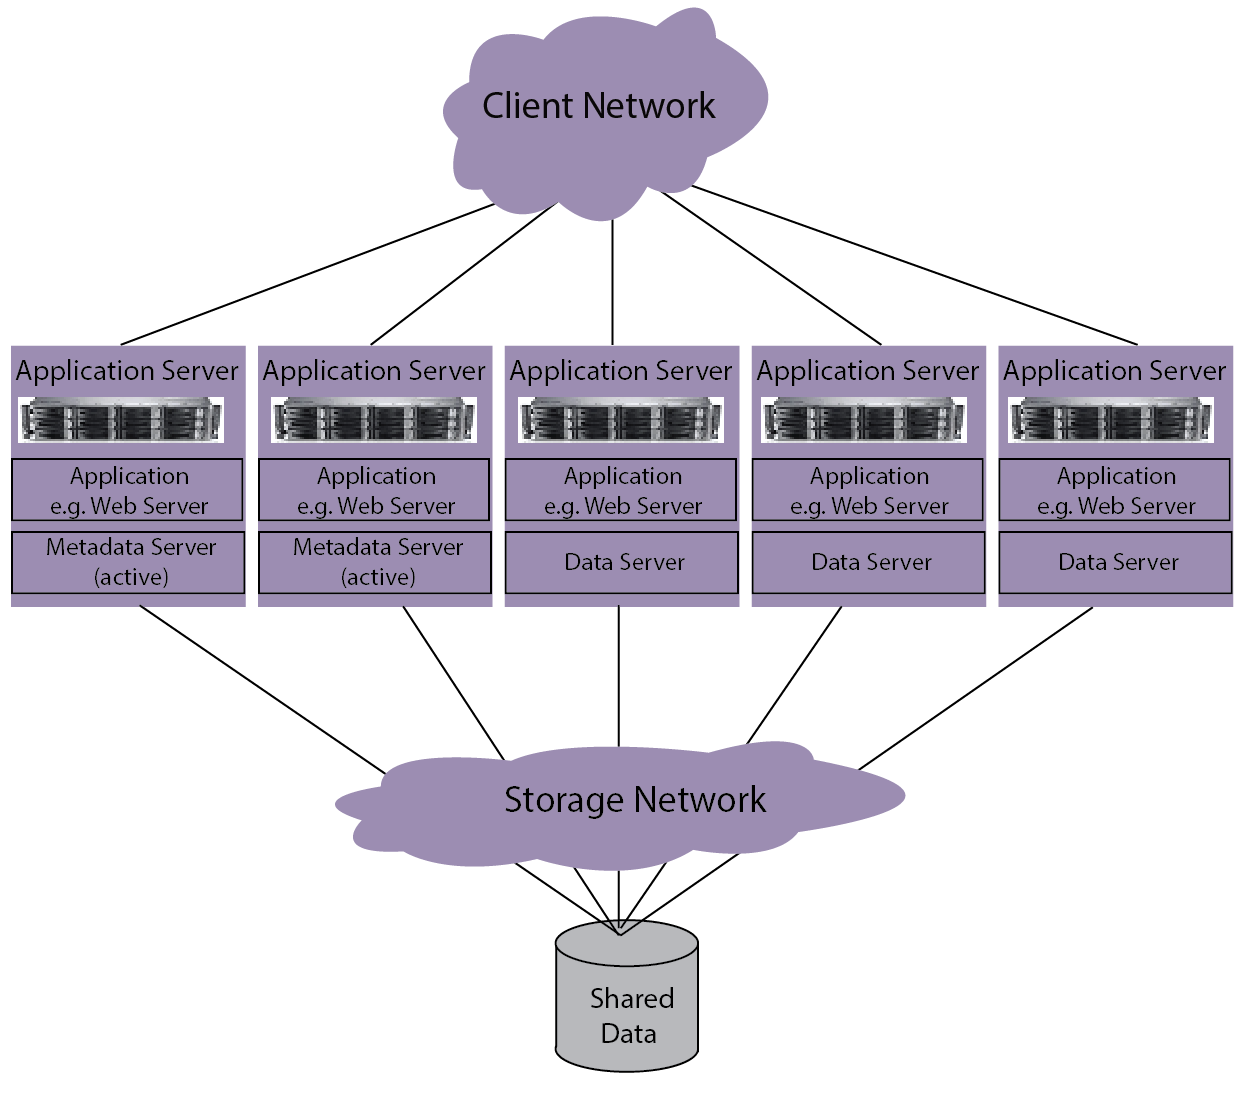 Client Network
Application Server
Application Server
Application Server
Application Server
Application Server
Application
e.g. Web Server
Application
e.g. Web Server
Application
e.g. Web Server
Application
e.g. Web Server
Application
e.g. Web Server
Metadata Server
(active)
Metadata Server
(active)
Data Server
Data Server
Data Server
Storage Network
Shared
Data